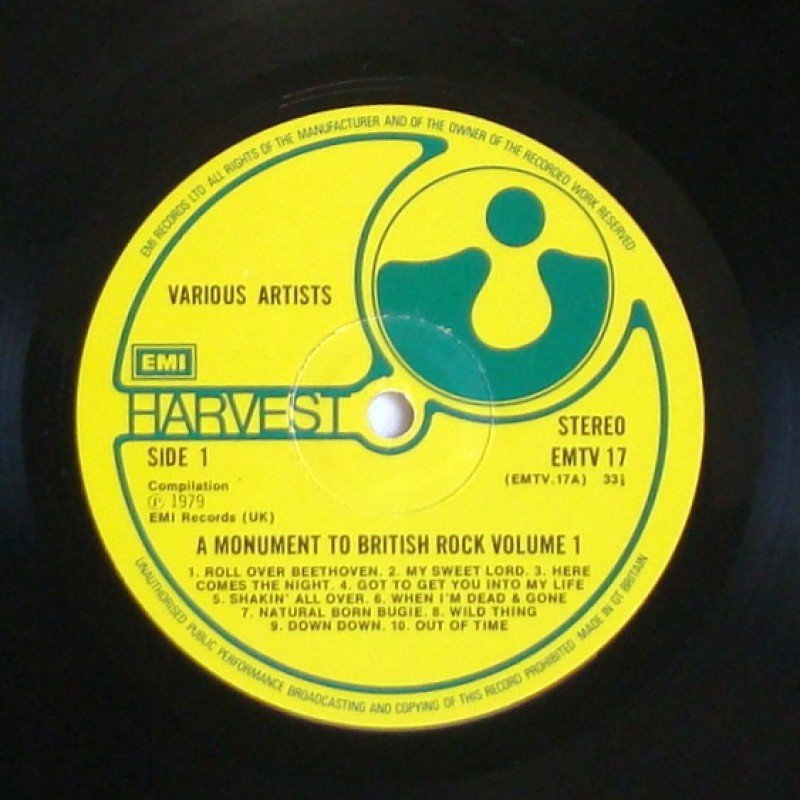 EMI RECORDS LTD ALL RIGHTS OF THE MANUFACTURER AND OF THE OWNER OF THE RECORDED WORK RESERVED
VARIOUS ARTISTS
EMI
HARVEST
SIDE 1
STEREO
EMTV 17
(EMTV.17A) 33⅓
Compilation
℗ 1979
EMI Records (UK)
A MONUMENT TO BRITISH ROCK VOLUME 1
1. ROLL OVER BEETHOVEN. 2. MY SWEET LORD. 3. HERE
COMES THE NIGHT. 4. GOT TO GET YOU INTO MY LIFE
5. SHAKIN' ALL OVER. 6. WHEN I'M DEAD & GONE
7. NATURAL BORN BUGIE. 8. WILD THING
9. DOWN DOWN. 10. OUT OF TIME
UNAUTHORISED PUBLIC PERFORMANCE BROADCASTING AND COPYING OF THIS RECORD PROHIBITED MADE IN GT BRITAIN